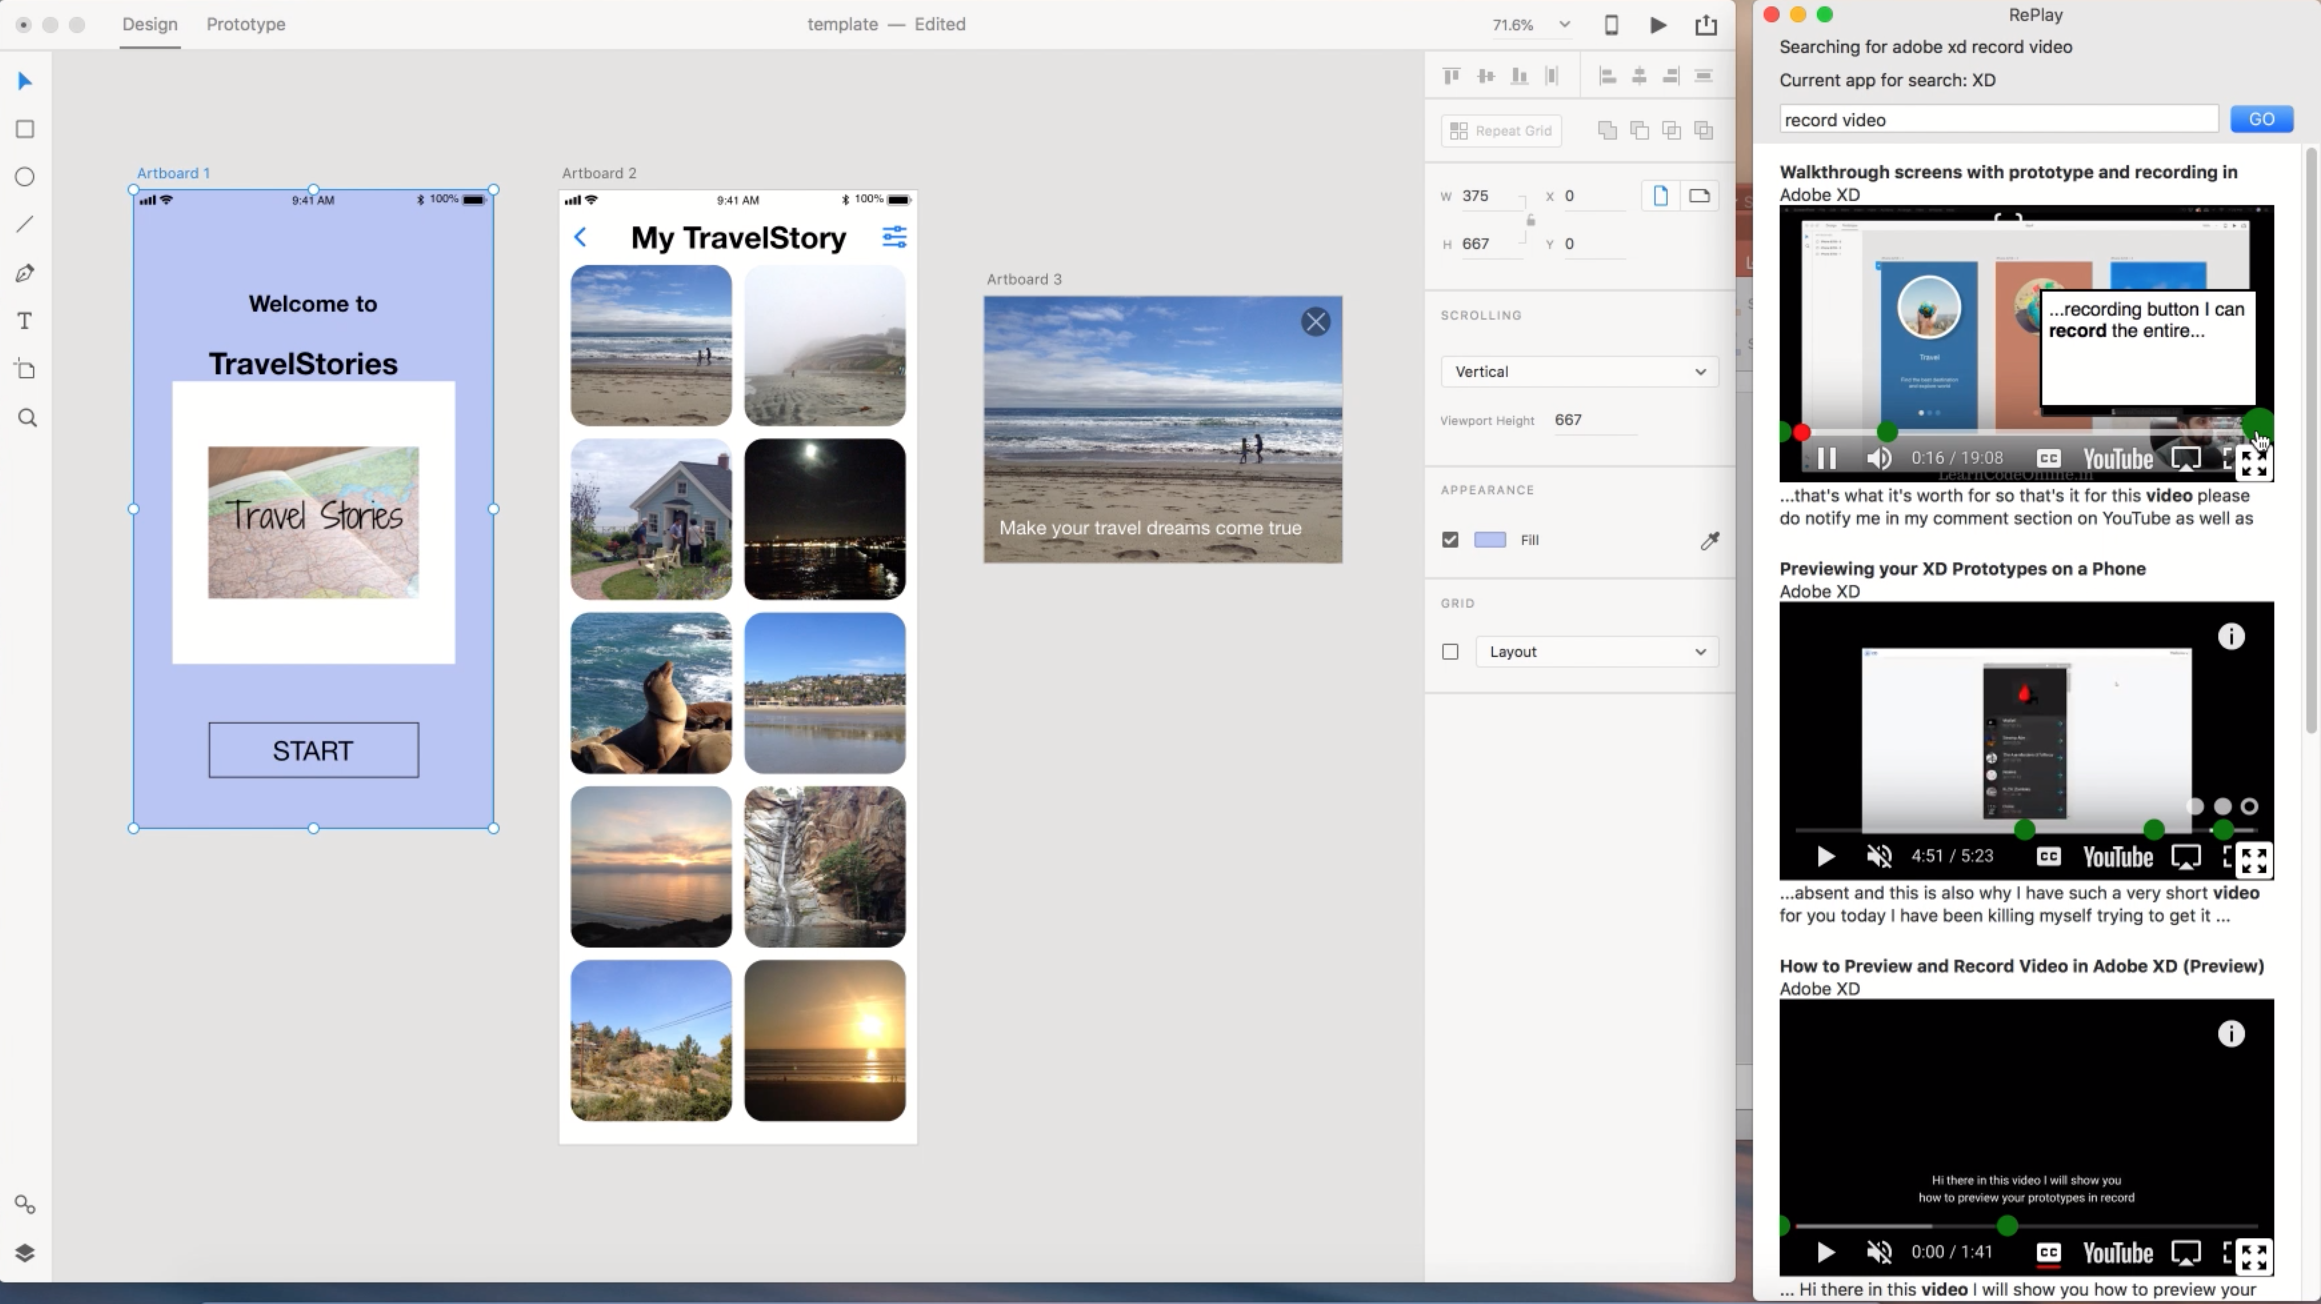 Design
Prototype
template — Edited
71.6%
Repeat Grid
W 375
X 0
H 667
Y 0
SCROLLING
Vertical
Viewport Height 667
APPEARANCE
Fill
GRID
Layout
Artboard 1
9:41 AM
100%
Welcome to
TravelStories
Travel Stories
START
Artboard 2
9:41 AM
100%
My TravelStory
Artboard 3
Make your travel dreams come true
RePlay
Searching for adobe xd record video
Current app for search: XD
record video
GO
Walkthrough screens with prototype and recording in
Adobe XD
Travel
...recording button I can
record the entire...
0:16 / 19:08
CC
YouTube
LearnCodeOnline.in
...that's what it's worth for so that's it for this video please
do notify me in my comment section on YouTube as well as
Previewing your XD Prototypes on a Phone
Adobe XD
4:51 / 5:23
CC
YouTube
...absent and this is also why I have such a very short video
for you today I have been killing myself trying to get it ...
How to Preview and Record Video in Adobe XD (Preview)
Adobe XD
Hi there in this video I will show you
how to preview your prototypes in record
0:00 / 1:41
CC
YouTube
... Hi there in this video I will show you how to preview your